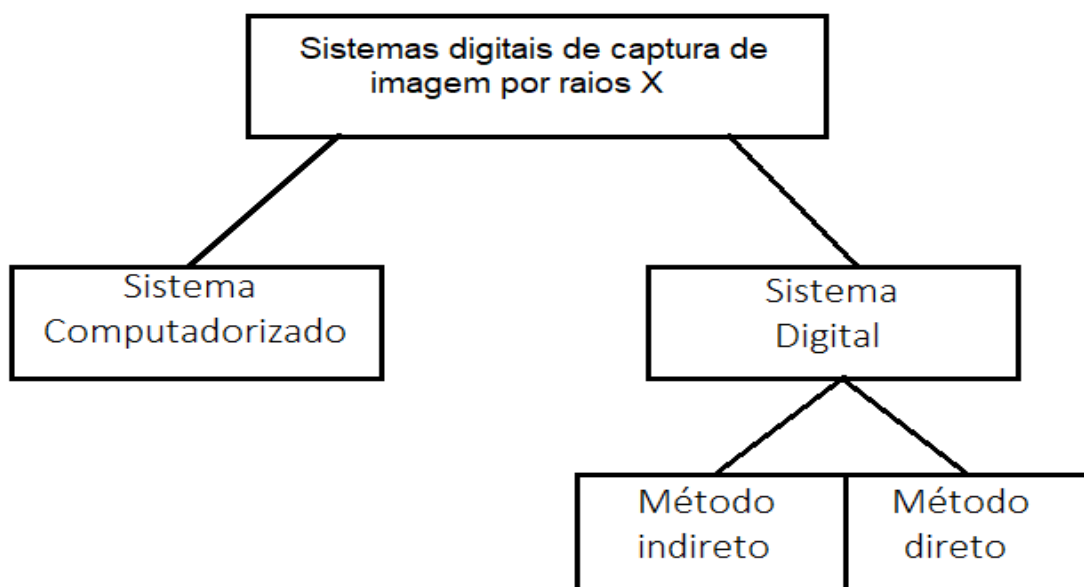 Sistemas digitais de captura de
imagem por raios X
Sistema
Computadorizado
Sistema
Digital
Método
indireto
Método
direto